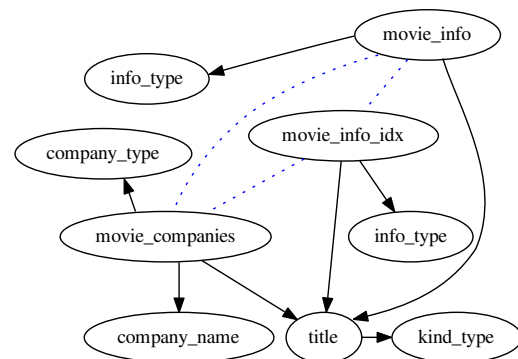 movie_info
info_type
movie_info_idx
company_type
movie_companies
info_type
company_name
title
kind_type